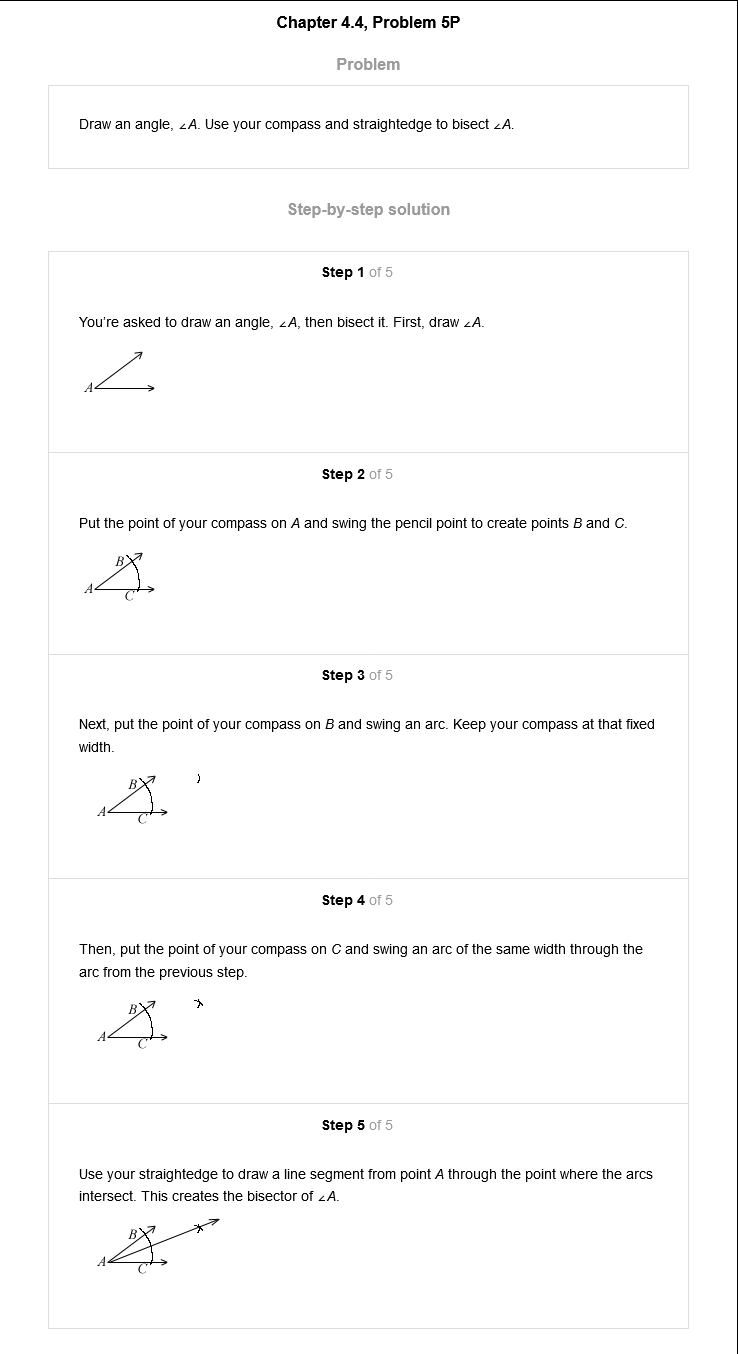 Chapter 4.4, Problem 5P
Problem
Draw an angle, ∠A. Use your compass and straightedge to bisect ∠A.
Step-by-step solution
Step 1 of 5
You're asked to draw an angle, ∠A, then bisect it. First, draw ∠A.
A
Step 2 of 5
Put the point of your compass on A and swing the pencil point to create points B and C.
B
A
C
Step 3 of 5
Next, put the point of your compass on B and swing an arc. Keep your compass at that fixed
width.
B
A
C
Step 4 of 5
Then, put the point of your compass on C and swing an arc of the same width through the
arc from the previous step.
B
A
C
Step 5 of 5
Use your straightedge to draw a line segment from point A through the point where the arcs
intersect. This creates the bisector of ∠A.
B
A
C